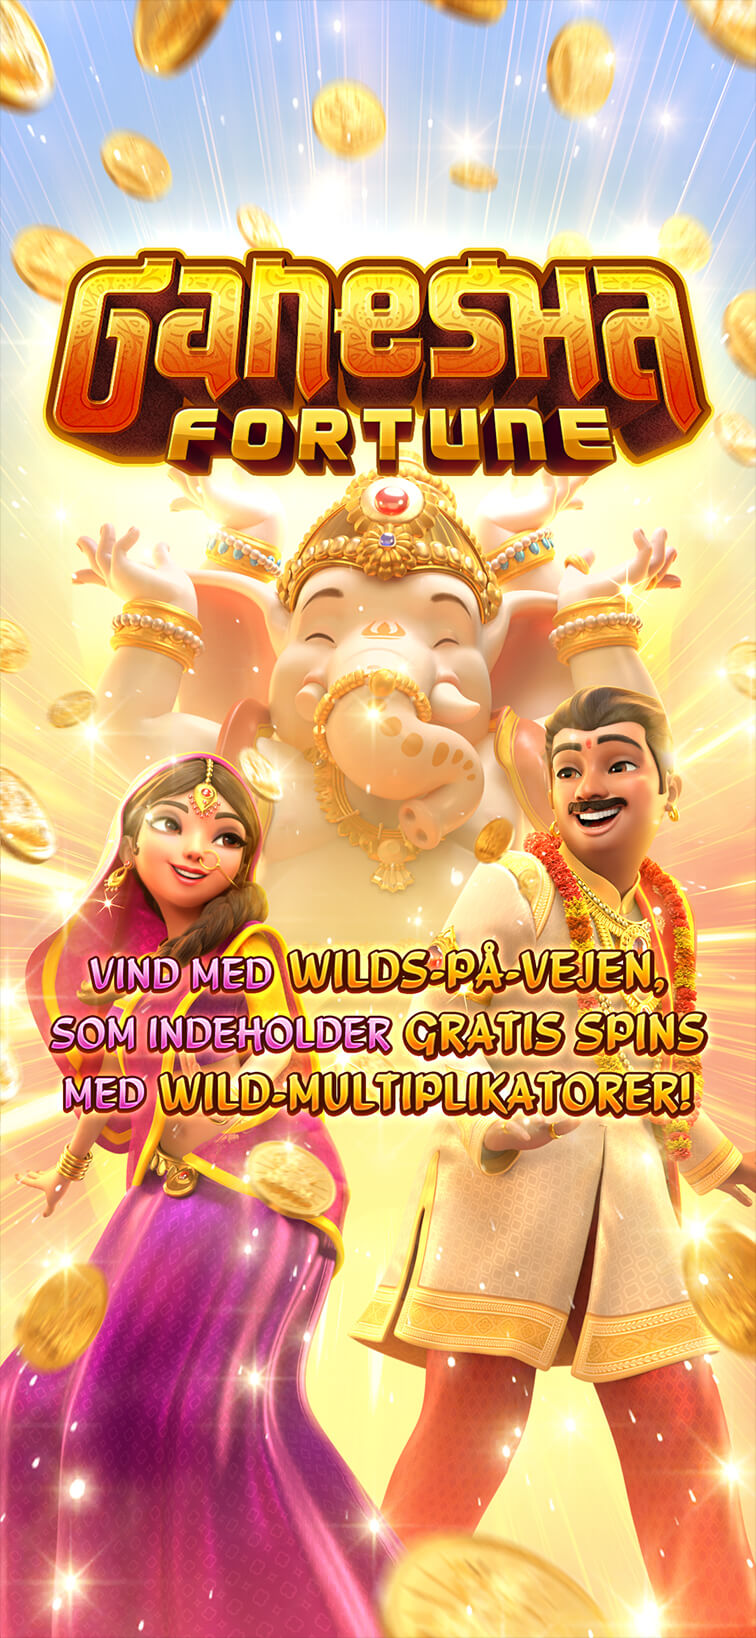 GANESHA
FORTUNE
VIND MED WILDS-PÅ-VEJEN,
SOM INDEHOLDER GRATIS SPINS
MED WILD-MULTIPLIKATORER!